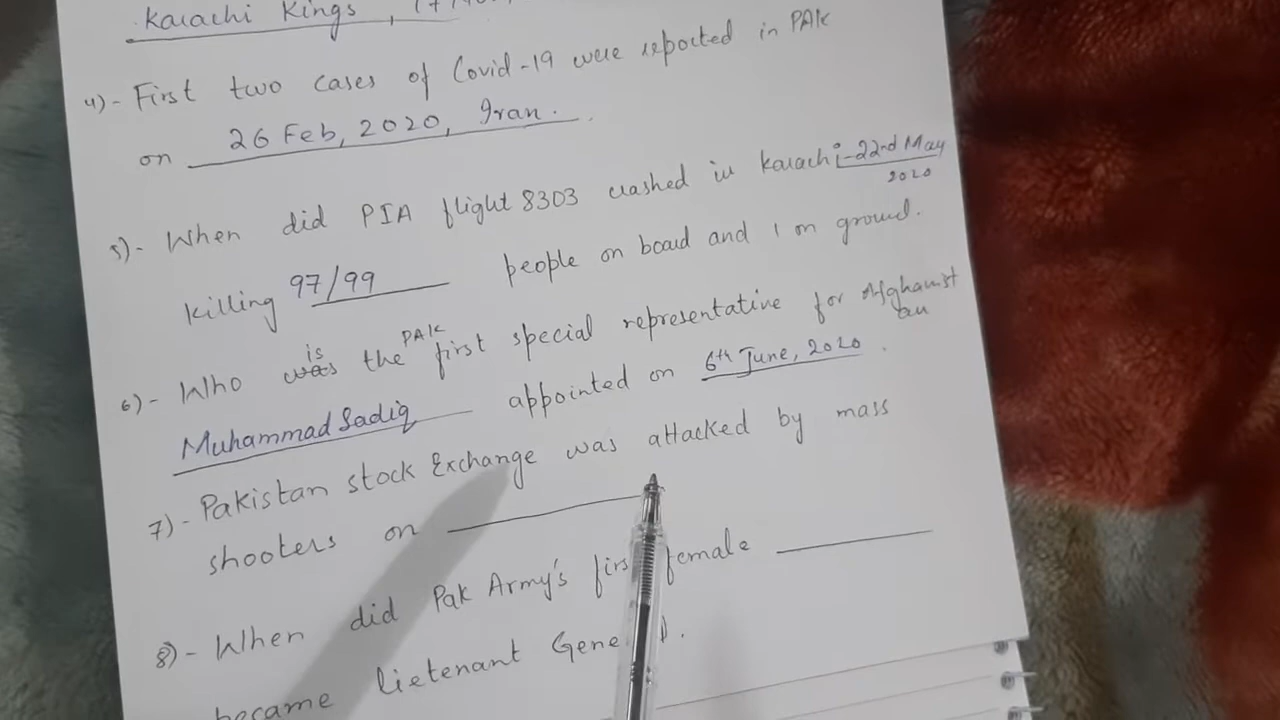 Karachi Kings,
4)- First two cases of Covid-19 were reported in PAK
on 26 Feb, 2020, Iran.
5)- When did PIA flight 8303 crashed in Karachi-22nd May
2020
killing 97/99 people on board and 1 on ground.
6)- Who was is the PAK first special representative for Afghanist
an
Muhammad Sadiq appointed on 6th June, 2020.
7)- Pakistan stock Exchange was attacked by mass
shooters on
8)- When did Pak Army's first female
became lietenant General.